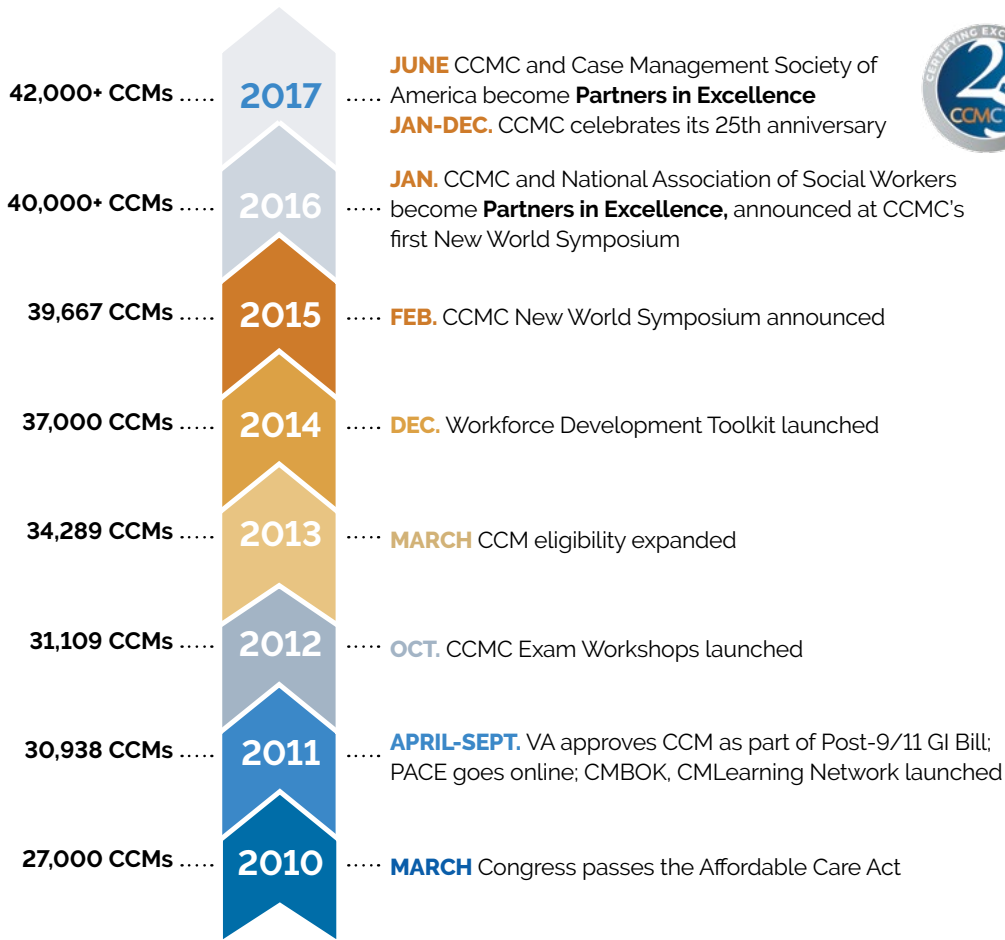 42,000+ CCMs ..... 2017 ..... JUNE CCMC and Case Management Society of
America become Partners in Excellence
JAN-DEC. CCMC celebrates its 25th anniversary
CERTIFYING
2
CCMC
40,000+ CCMs ..... 2016 ..... JAN. CCMC and National Association of Social Workers
become Partners in Excellence, announced at CCMC's
first New World Symposium
39,667 CCMs ..... 2015 ..... FEB. CCMC New World Symposium announced
37,000 CCMs ..... 2014 ..... DEC. Workforce Development Toolkit launched
34,289 CCMs ..... 2013 ..... MARCH CCM eligibility expanded
31,109 CCMs ..... 2012 ..... OCT. CCMC Exam Workshops launched
30,938 CCMs ..... 2011 ..... APRIL-SEPT. VA approves CCM as part of Post-9/11 GI Bill;
PACE goes online; CMBOK, CMLearning Network launched
27,000 CCMs ..... 2010 ..... MARCH Congress passes the Affordable Care Act